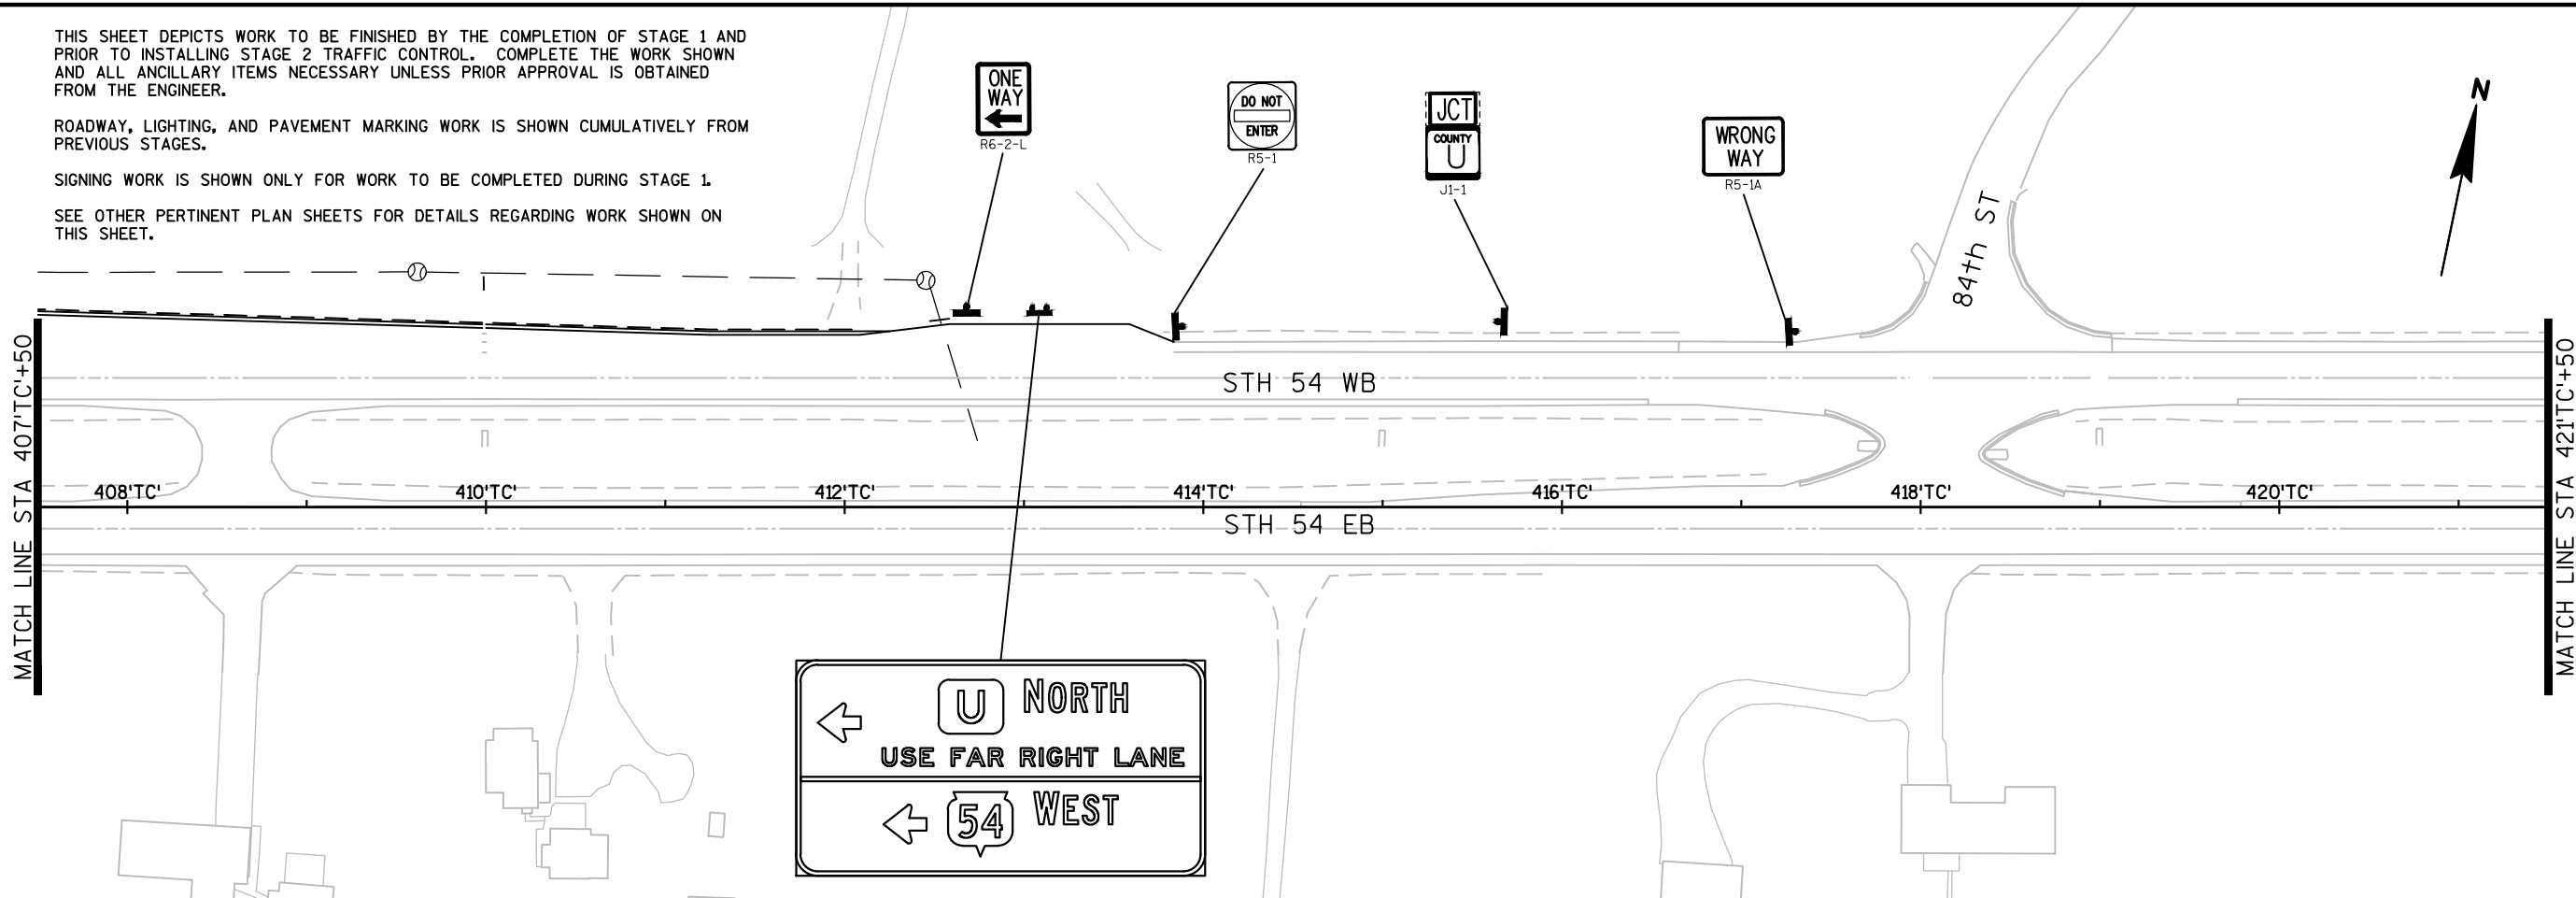 THIS SHEET DEPICTS WORK TO BE FINISHED BY THE COMPLETION OF STAGE 1 AND
PRIOR TO INSTALLING STAGE 2 TRAFFIC CONTROL. COMPLETE THE WORK SHOWN
AND ALL ANCILLARY ITEMS NECESSARY UNLESS PRIOR APPROVAL IS OBTAINED
FROM THE ENGINEER.
ROADWAY, LIGHTING, AND PAVEMENT MARKING WORK IS SHOWN CUMULATIVELY FROM
PREVIOUS STAGES.
SIGNING WORK IS SHOWN ONLY FOR WORK TO BE COMPLETED DURING STAGE 1.
SEE OTHER PERTINENT PLAN SHEETS FOR DETAILS REGARDING WORK SHOWN ON
THIS SHEET.
ONE
WAY
R6-2-L
DO NOT
ENTER
R5-1
JCT
COUNTY
U
J1-1
WRONG
WAY
R5-1A
84th ST
N
MATCH LINE STA 407'TC'+50
STH 54 WB
408'TC'
410'TC'
412'TC'
414'TC'
416'TC'
418'TC'
420'TC'
STH 54 EB
MATCH LINE STA 421'TC'+50
U NORTH
USE FAR RIGHT LANE
54 WEST